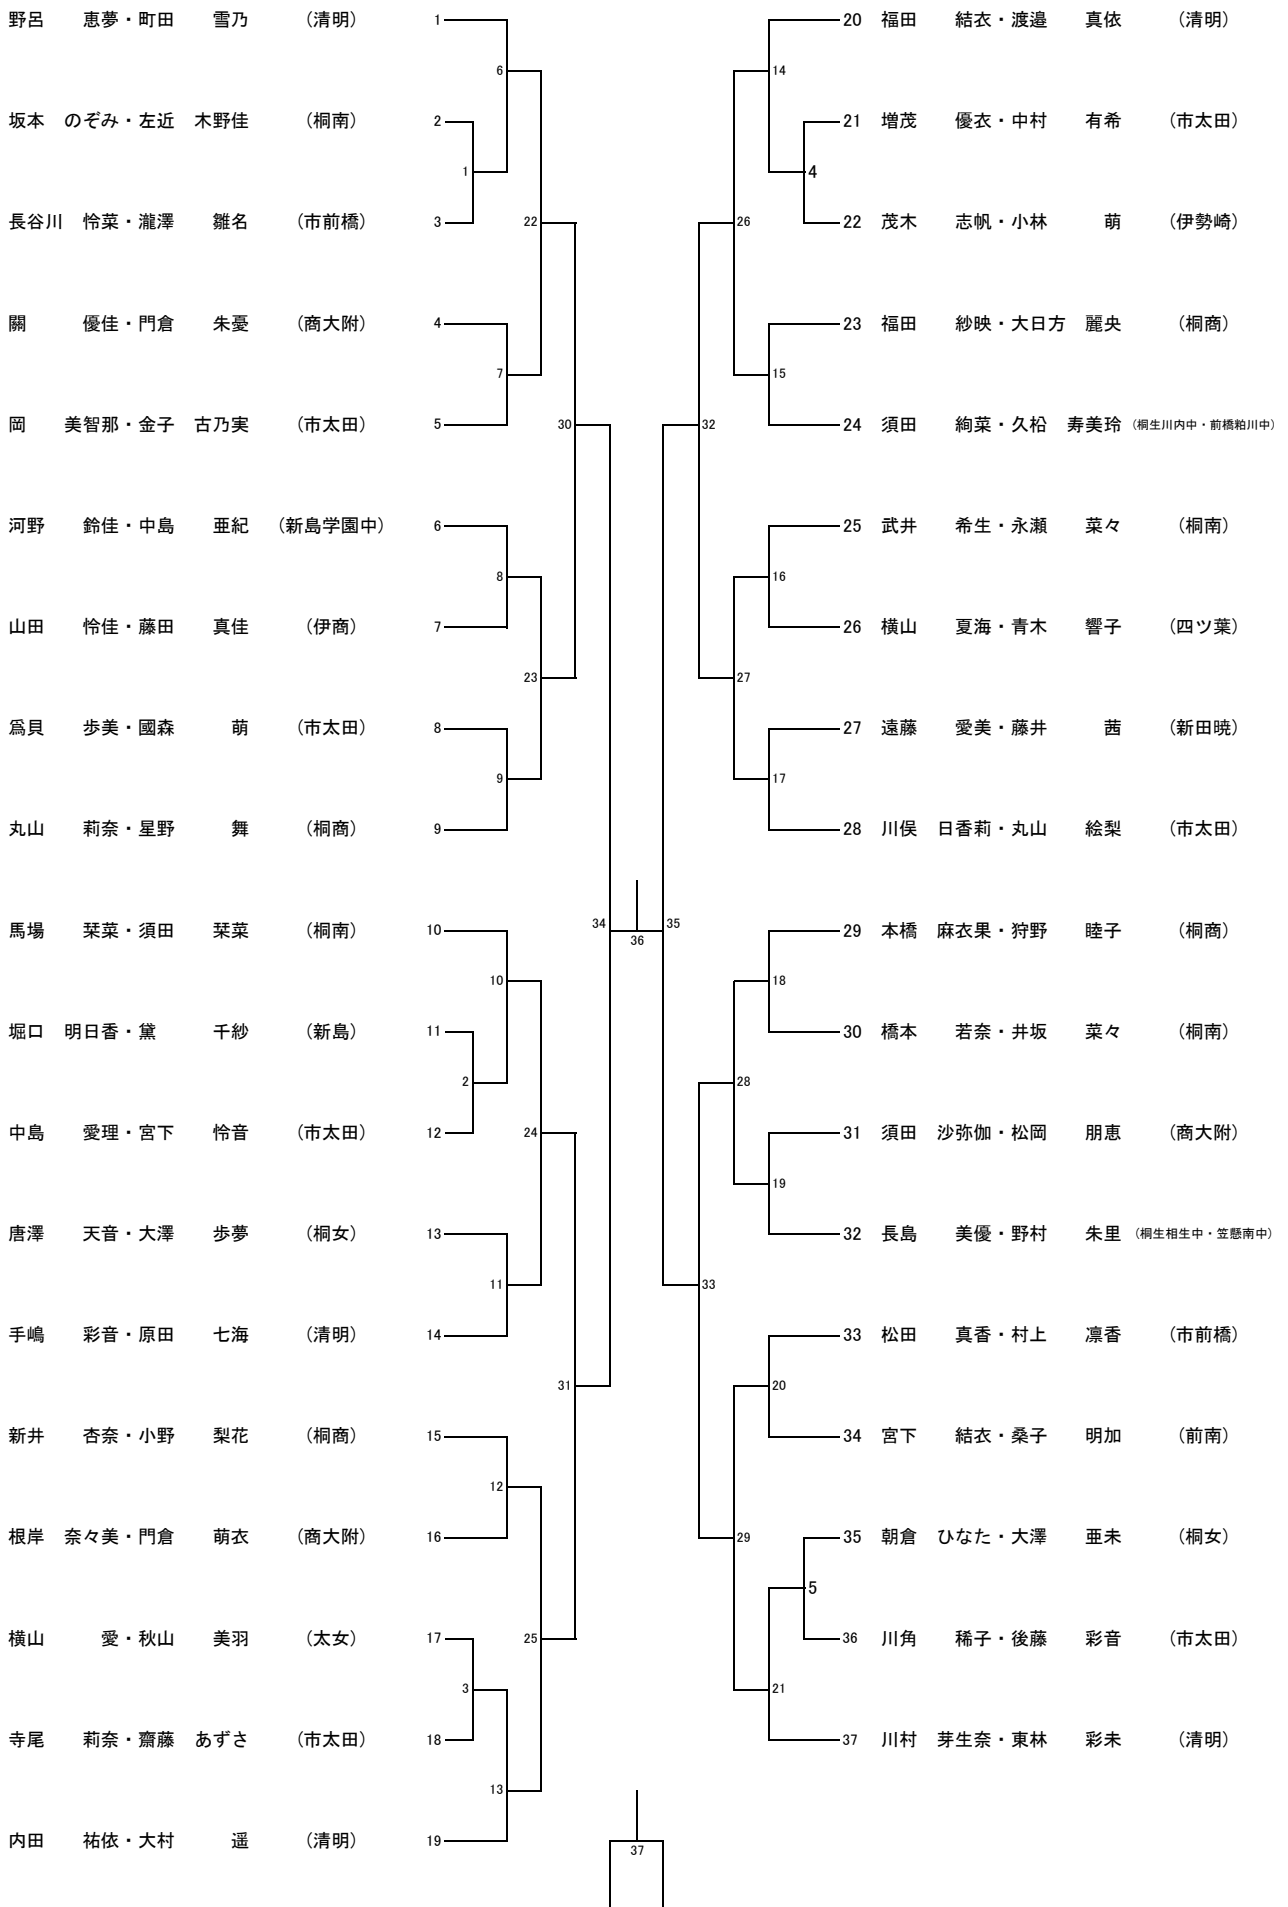 野呂 恵夢・町田 雪乃 （清明） 1
6
坂本 のぞみ・左近 木野佳 （桐南） 2
1
長谷川 怜菜・瀧澤 雛名 （市前橋） 3
22
關 優佳・門倉 朱憂 （商大附） 4
7
岡 美智那・金子 古乃実 （市太田） 5
30
河野 鈴佳・中島 亜紀 （新島学園中） 6
8
山田 怜佳・藤田 真佳 （伊商） 7
23
爲貝 歩美・國森 萌 （市太田） 8
9
丸山 莉奈・星野 舞 （桐商） 9
34
馬場 栞菜・須田 栞菜 （桐南） 10
10
堀口 明日香・黛 千紗 （新島） 11
2
中島 愛理・宮下 怜音 （市太田） 12
24
唐澤 天音・大澤 歩夢 （桐女） 13
11
手嶋 彩音・原田 七海 （清明） 14
31
新井 杏奈・小野 梨花 （桐商） 15
12
根岸 奈々美・門倉 萌衣 （商大附） 16
横山 愛・秋山 美羽 （太女） 17
25
3
寺尾 莉奈・齋藤 あずさ （市太田） 18
13
内田 祐依・大村 遥 （清明） 19
36
37
20 福田 結衣・渡邉 真依 （清明）
14
21 増茂 優衣・中村 有希 （市太田）
4
22 茂木 志帆・小林 萌 （伊勢崎）
26
23 福田 紗映・大日方 麗央 （桐商）
15
24 須田 絢菜・久松 寿美玲 （桐生川内中・前橋粕川中）
32
25 武井 希生・永瀬 菜々 （桐南）
16
26 横山 夏海・青木 響子 （四ツ葉）
27
27 遠藤 愛美・藤井 茜 （新田暁）
17
28 川俣 日香莉・丸山 絵梨 （市太田）
35
29 本橋 麻衣果・狩野 睦子 （桐商）
18
30 橋本 若奈・井坂 菜々 （桐南）
28
31 須田 沙弥伽・松岡 朋恵 （商大附）
19
32 長島 美優・野村 朱里 （桐生相生中・笠懸南中）
33
33 松田 真香・村上 凛香 （市前橋）
20
34 宮下 結衣・桑子 明加 （前南）
29
35 朝倉 ひなた・大澤 亜未 （桐女）
5
36 川角 稀子・後藤 彩音 （市太田）
21
37 川村 芽生奈・東林 彩未 （清明）